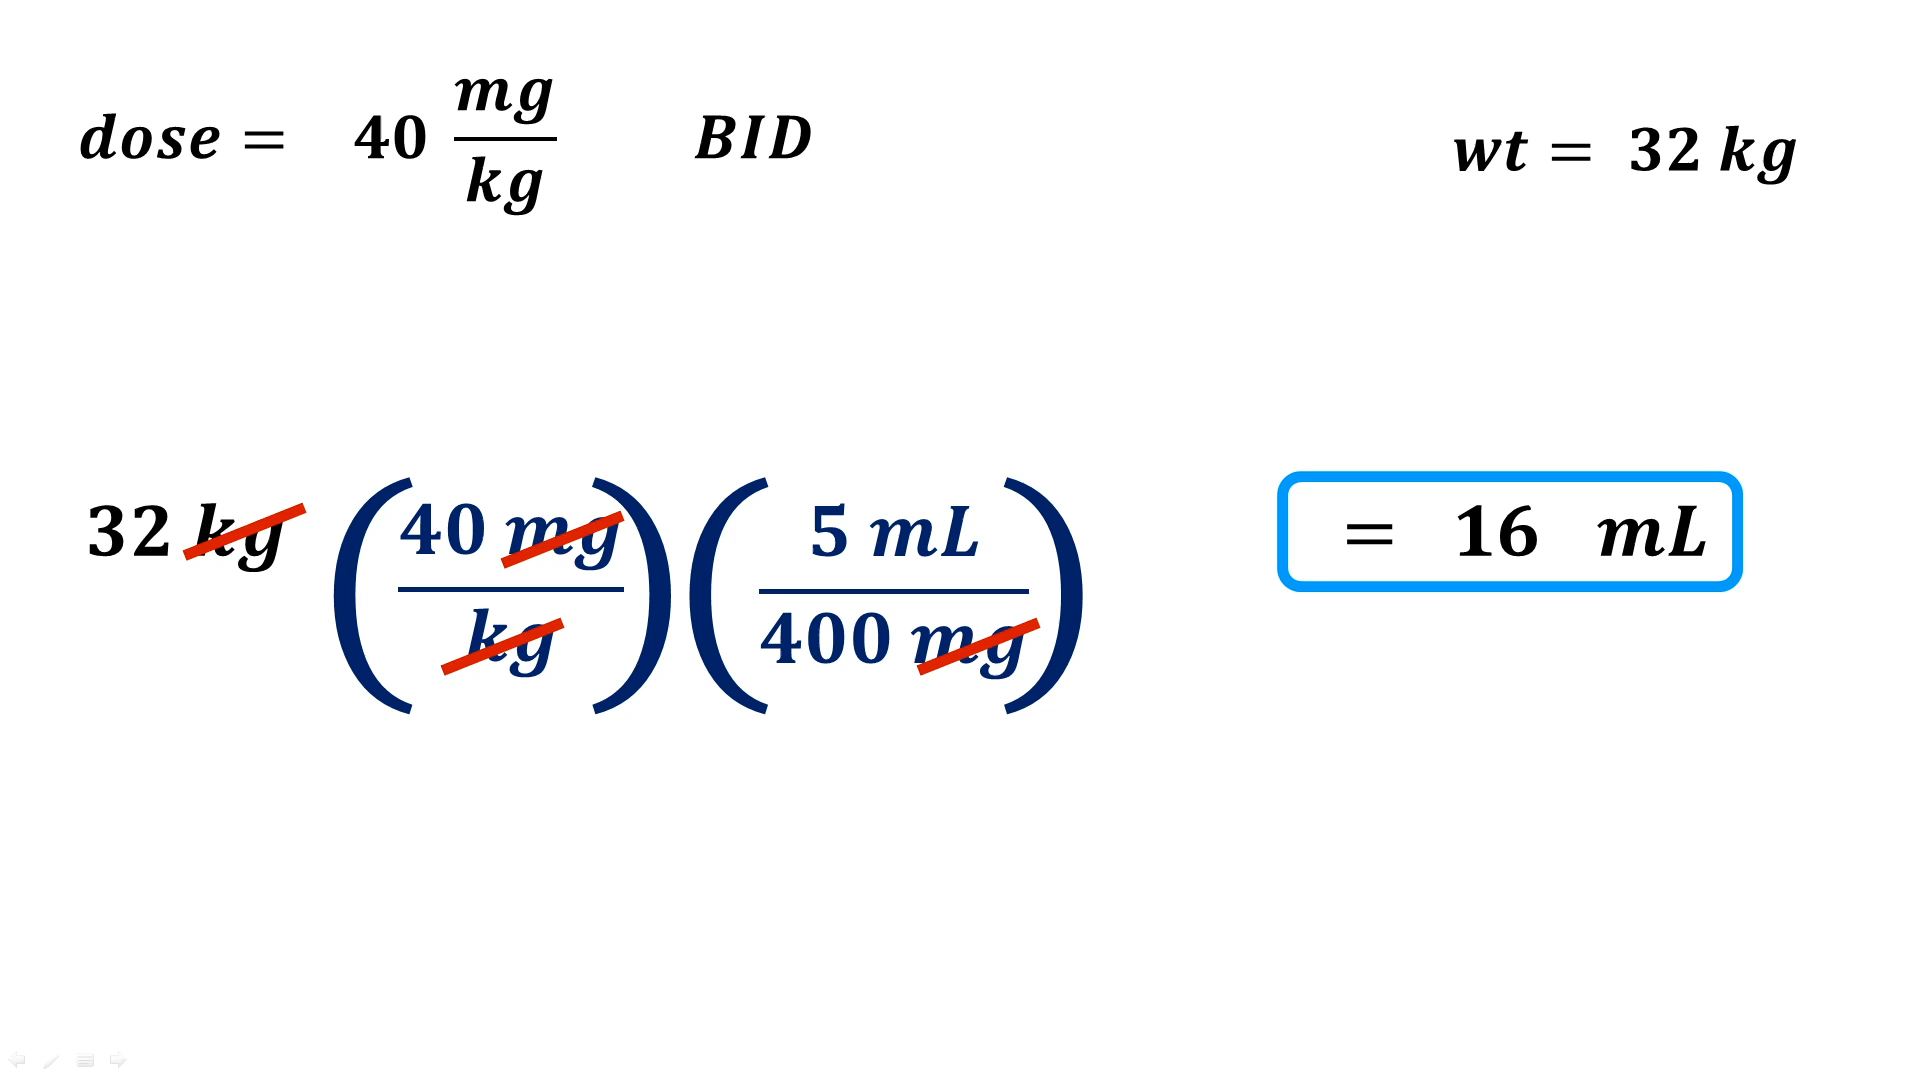 dose = 40 mg/kg BID
wt = 32 kg
32 kg (40 mg/kg) (5 mL/400 mg) = 16 mL